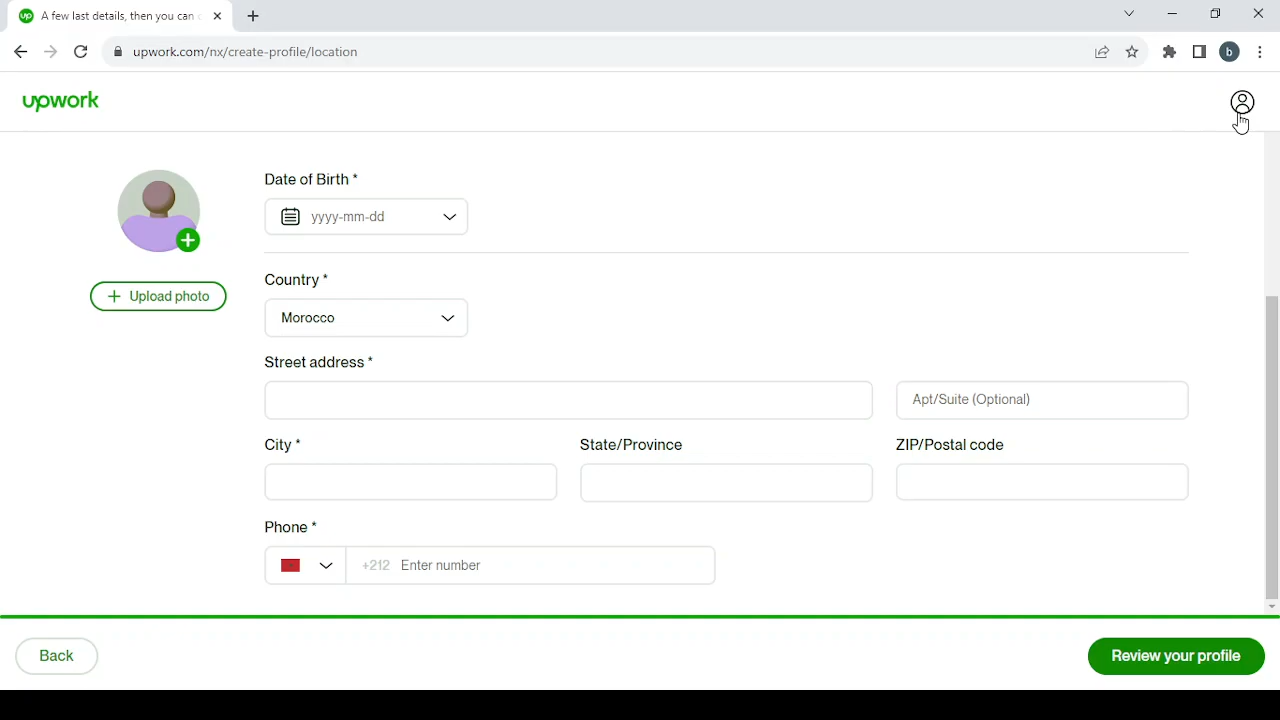 up A few last details, then you can
upwork.com/nx/create-profile/location
b
upwork
Date of Birth *
yyyy-mm-dd
Country *
Upload photo
Morocco
Street address *
Apt/Suite (Optional)
City *
State/Province
ZIP/Postal code
Phone *
+212 Enter number
Back
Review your profile